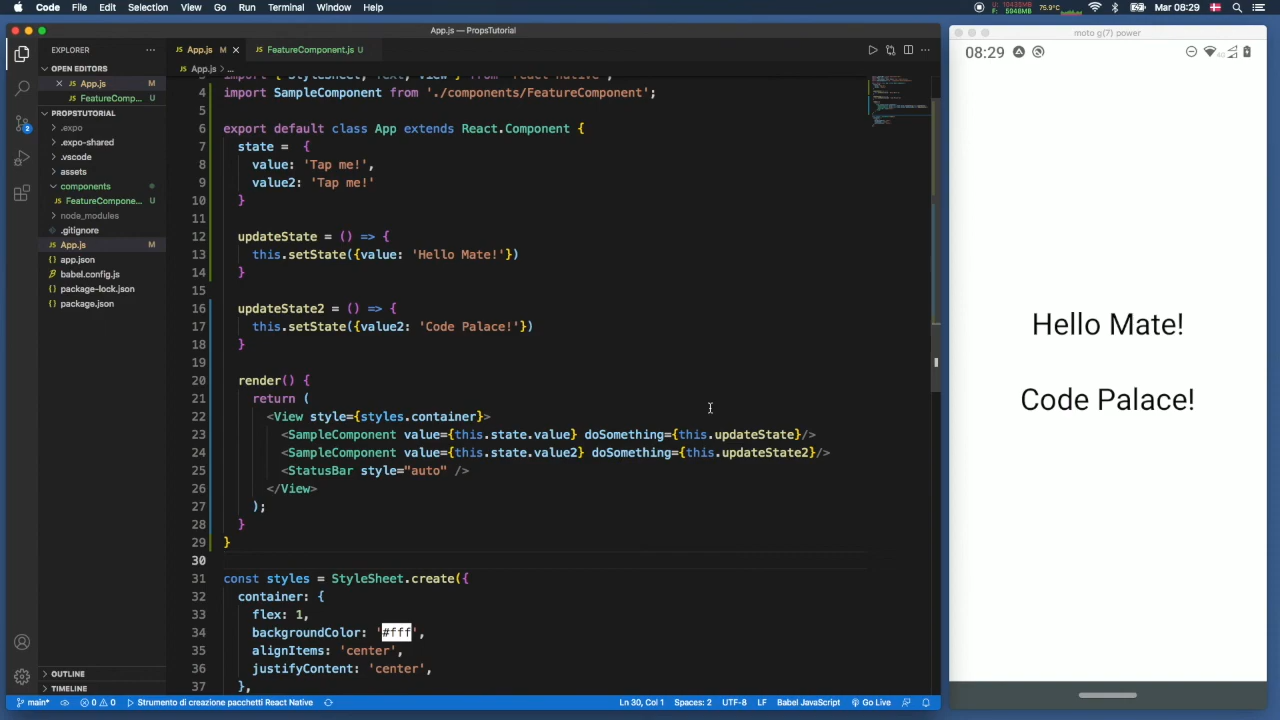 Code File Edit Selection View Go Run Terminal Window Help
Mar 08:29
App.js — PropsTutorial
moto g(7) power
EXPLORER
App.js M
FeatureComponent.js U
08:29
OPEN EDITORS
App.js M
FeatureComp... U
App.js > ...
PROPSTUTORIAL
.expo
.expo-shared
.vscode
assets
components
FeatureCompone... U
node_modules
.gitignore
App.js M
app.json
babel.config.js
package-lock.json
package.json
4 import SampleComponent from './components/FeatureComponent';
5
6 export default class App extends React.Component {
7 state =  {
8 value: 'Tap me!',
9 value2: 'Tap me!'
10 }
11
12 updateState = () => {
13 this.setState({value: 'Hello Mate!'})
14 }
15
16 updateState2 = () => {
17 this.setState({value2: 'Code Palace!'})
18 }
19
20 render() {
21 return (
22 <View style={styles.container}>
23 <SampleComponent value={this.state.value} doSomething={this.updateState}/>
24 <SampleComponent value={this.state.value2} doSomething={this.updateState2}/>
25 <StatusBar style="auto" />
26 </View>
27 );
28 }
29 }
30
31 const styles = StyleSheet.create({
32 container: {
33 flex: 1,
34 backgroundColor: '#fff',
35 alignItems: 'center',
36 justifyContent: 'center',
37 },
Hello Mate!
Code Palace!
OUTLINE
TIMELINE
main* 0 0 Strumento di creazione pacchetti React Native
Ln 30, Col 1 Spaces: 2 UTF-8 LF Babel JavaScript Go Live